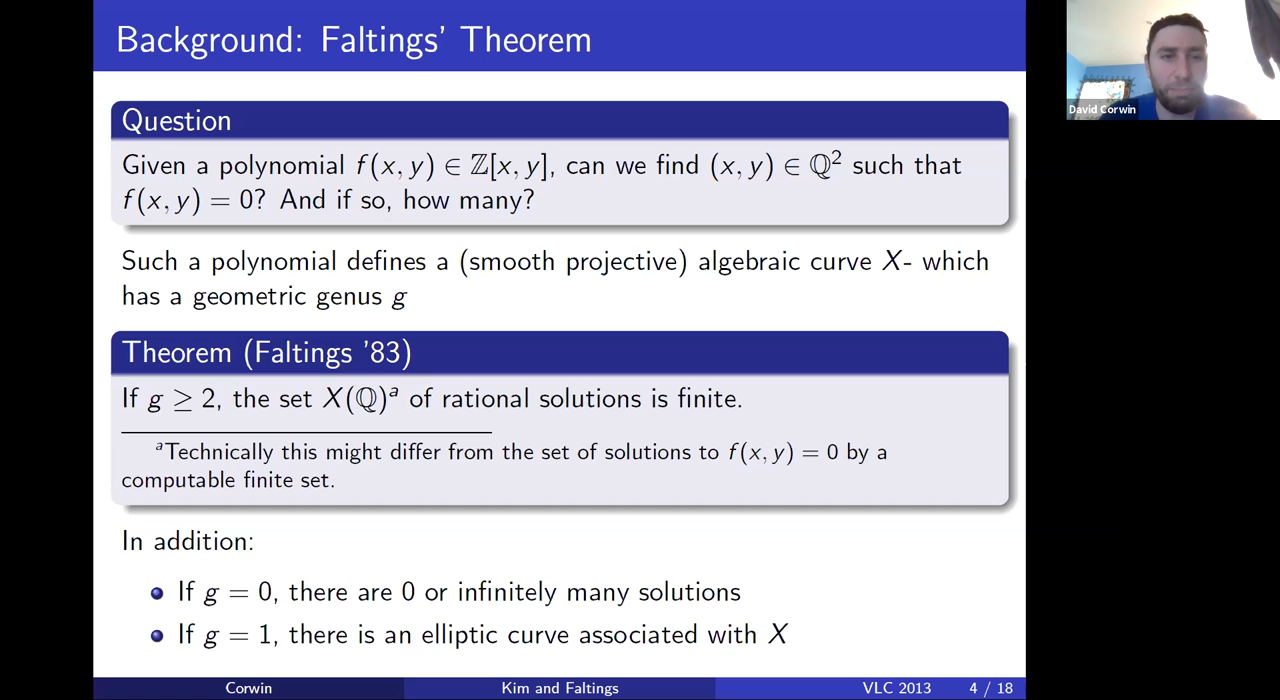 Background: Faltings' Theorem
David Corwin
Question
Given a polynomial f(x, y) ∈ ℤ[x, y], can we find (x, y) ∈ ℚ² such that
f(x, y) = 0? And if so, how many?
Such a polynomial defines a (smooth projective) algebraic curve X- which
has a geometric genus g
Theorem (Faltings '83)
If g ≥ 2, the set X(ℚ)ᵃ of rational solutions is finite.
ᵃTechnically this might differ from the set of solutions to f(x, y) = 0 by a
computable finite set.
In addition:
If g = 0, there are 0 or infinitely many solutions
If g = 1, there is an elliptic curve associated with X
Corwin Kim and Faltings VLC 2013 4 / 18